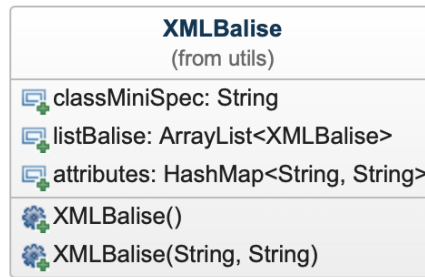 XMLBalise
(from utils)
classMiniSpec: String
listBalise: ArrayList<XMLBalise>
attributes: HashMap<String, String>
XMLBalise()
XMLBalise(String, String)